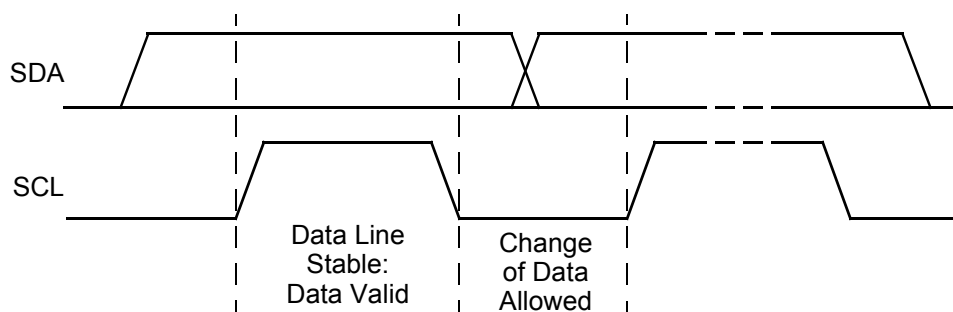 SDA
SCL
Data Line
Stable:
Data Valid
Change
of Data
Allowed